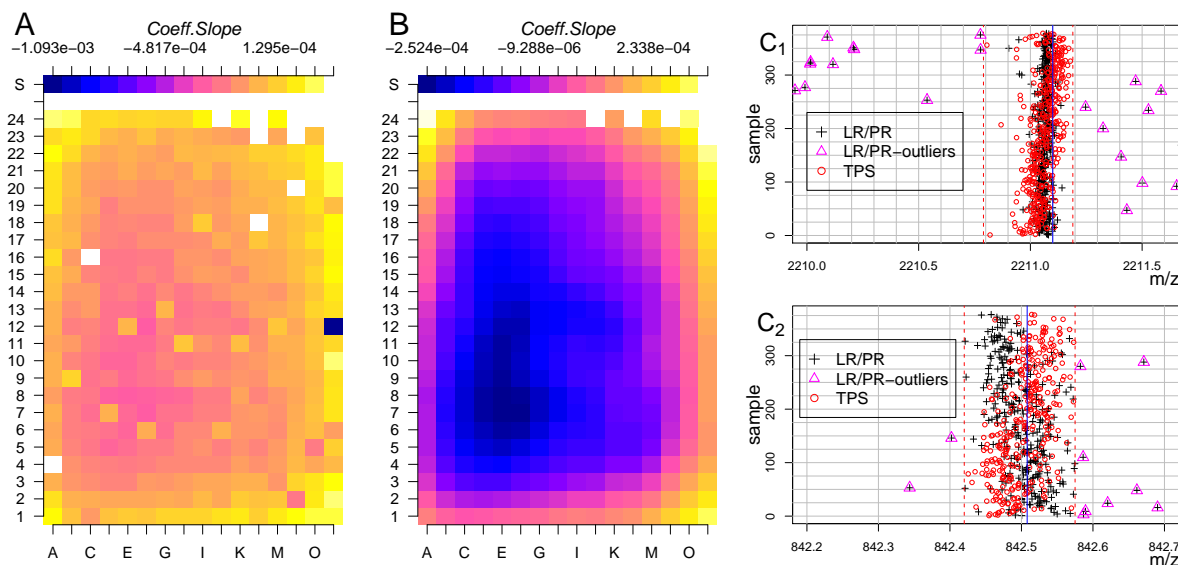 A
Coeff.Slope
−1.093e−03 −4.817e−04 1.295e−04
S
24
23
22
21
20
19
18
17
16
15
14
13
12
11
10
9
8
7
6
5
4
3
2
1
A C E G I K M O
B
Coeff.Slope
−2.524e−04 −9.288e−06 2.338e−04
S
24
23
22
21
20
19
18
17
16
15
14
13
12
11
10
9
8
7
6
5
4
3
2
1
A C E G I K M O
C1
sample
300
200
100
0
LR/PR
LR/PR−outliers
TPS
2210.0 2210.5 2211.0 2211.5
m/z
C2
sample
300
200
100
0
LR/PR
LR/PR−outliers
TPS
842.2 842.3 842.4 842.5 842.6 842.7
m/z